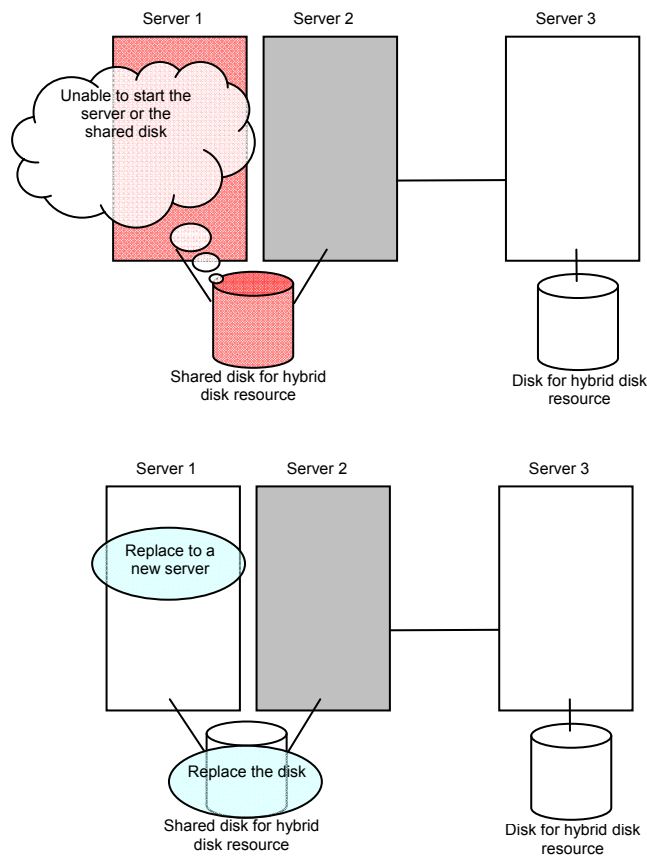 Server 1
Server 2
Server 3
Unable to start the
server or the
shared disk
Shared disk for hybrid
disk resource
Disk for hybrid disk
resource
Server 1
Server 2
Server 3
Replace to a
new server
Replace the disk
Shared disk for hybrid
disk resource
Disk for hybrid disk
resource